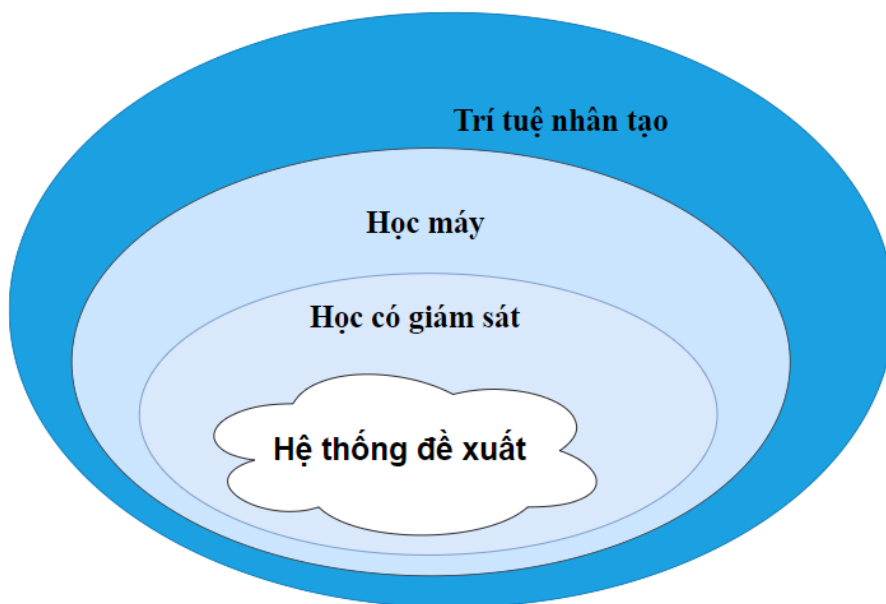 Trí tuệ nhân tạo
Học máy
Học có giám sát
Hệ thống đề xuất